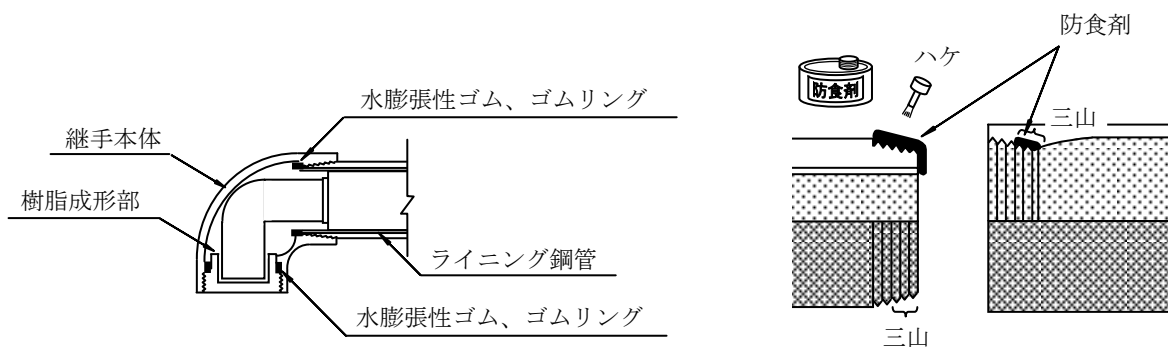 水膨張性ゴム、ゴムリング
継手本体
樹脂成形部
ライニング鋼管
水膨張性ゴム、ゴムリング
防食剤
ハケ
防食剤
三山
三山